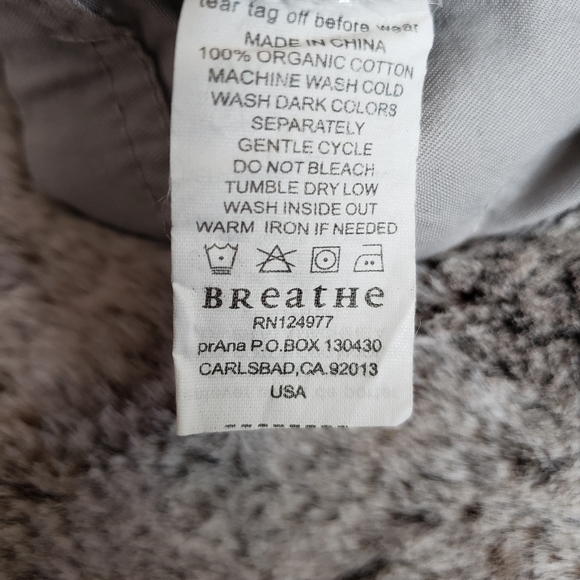 tear tag off before wear
MADE IN CHINA
100% ORGANIC COTTON
MACHINE WASH COLD
WASH DARK COLORS
SEPARATELY
GENTLE CYCLE
DO NOT BLEACH
TUMBLE DRY LOW
WASH INSIDE OUT
WARM IRON IF NEEDED
BReatHe
RN124977
prAna P.O.BOX 130430
CARLSBAD,CA.92013
USA